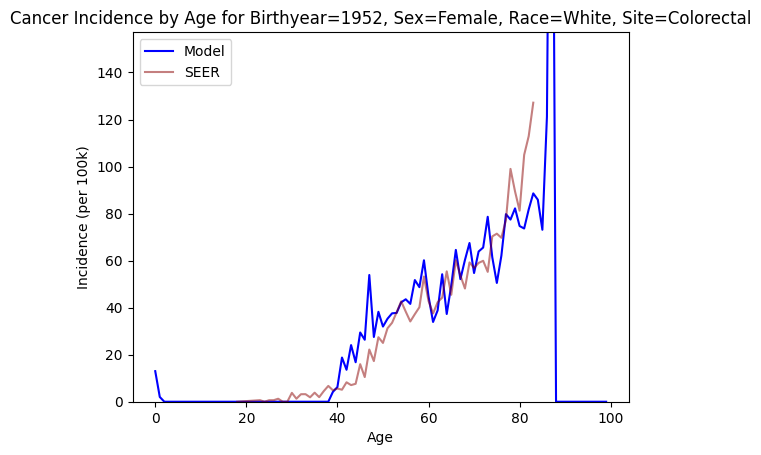 Cancer Incidence by Age for Birthyear=1952, Sex=Female, Race=White, Site=Colorectal
Model
SEER
Incidence (per 100k)
140
120
100
80
60
40
20
0
0 20 40 60 80 100
Age